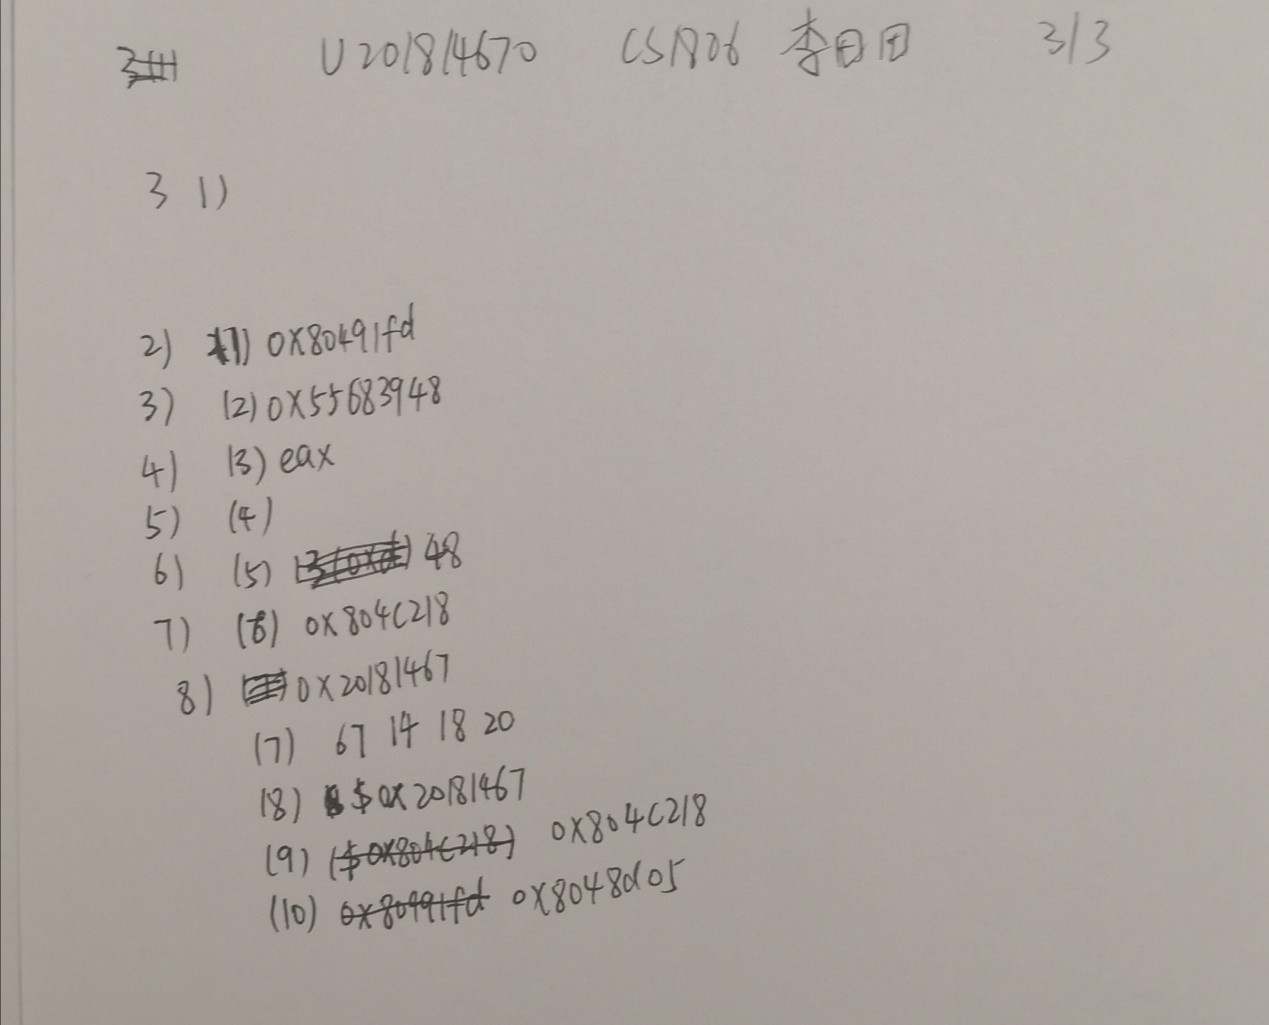 U201814670 CS1806 李田田 3/3
3 1)
2) (1) 0x80491fd
3) (2) 0x55683948
4) (3) eax
5) (4)
6) (5) 48
7) (6) 0x804C218
8) 0x20181467
(7) 67 14 18 20
(8) $0x20181467
(9) ($0x804C218) 0x804C218
(10) 0x80491fd 0x8048d05